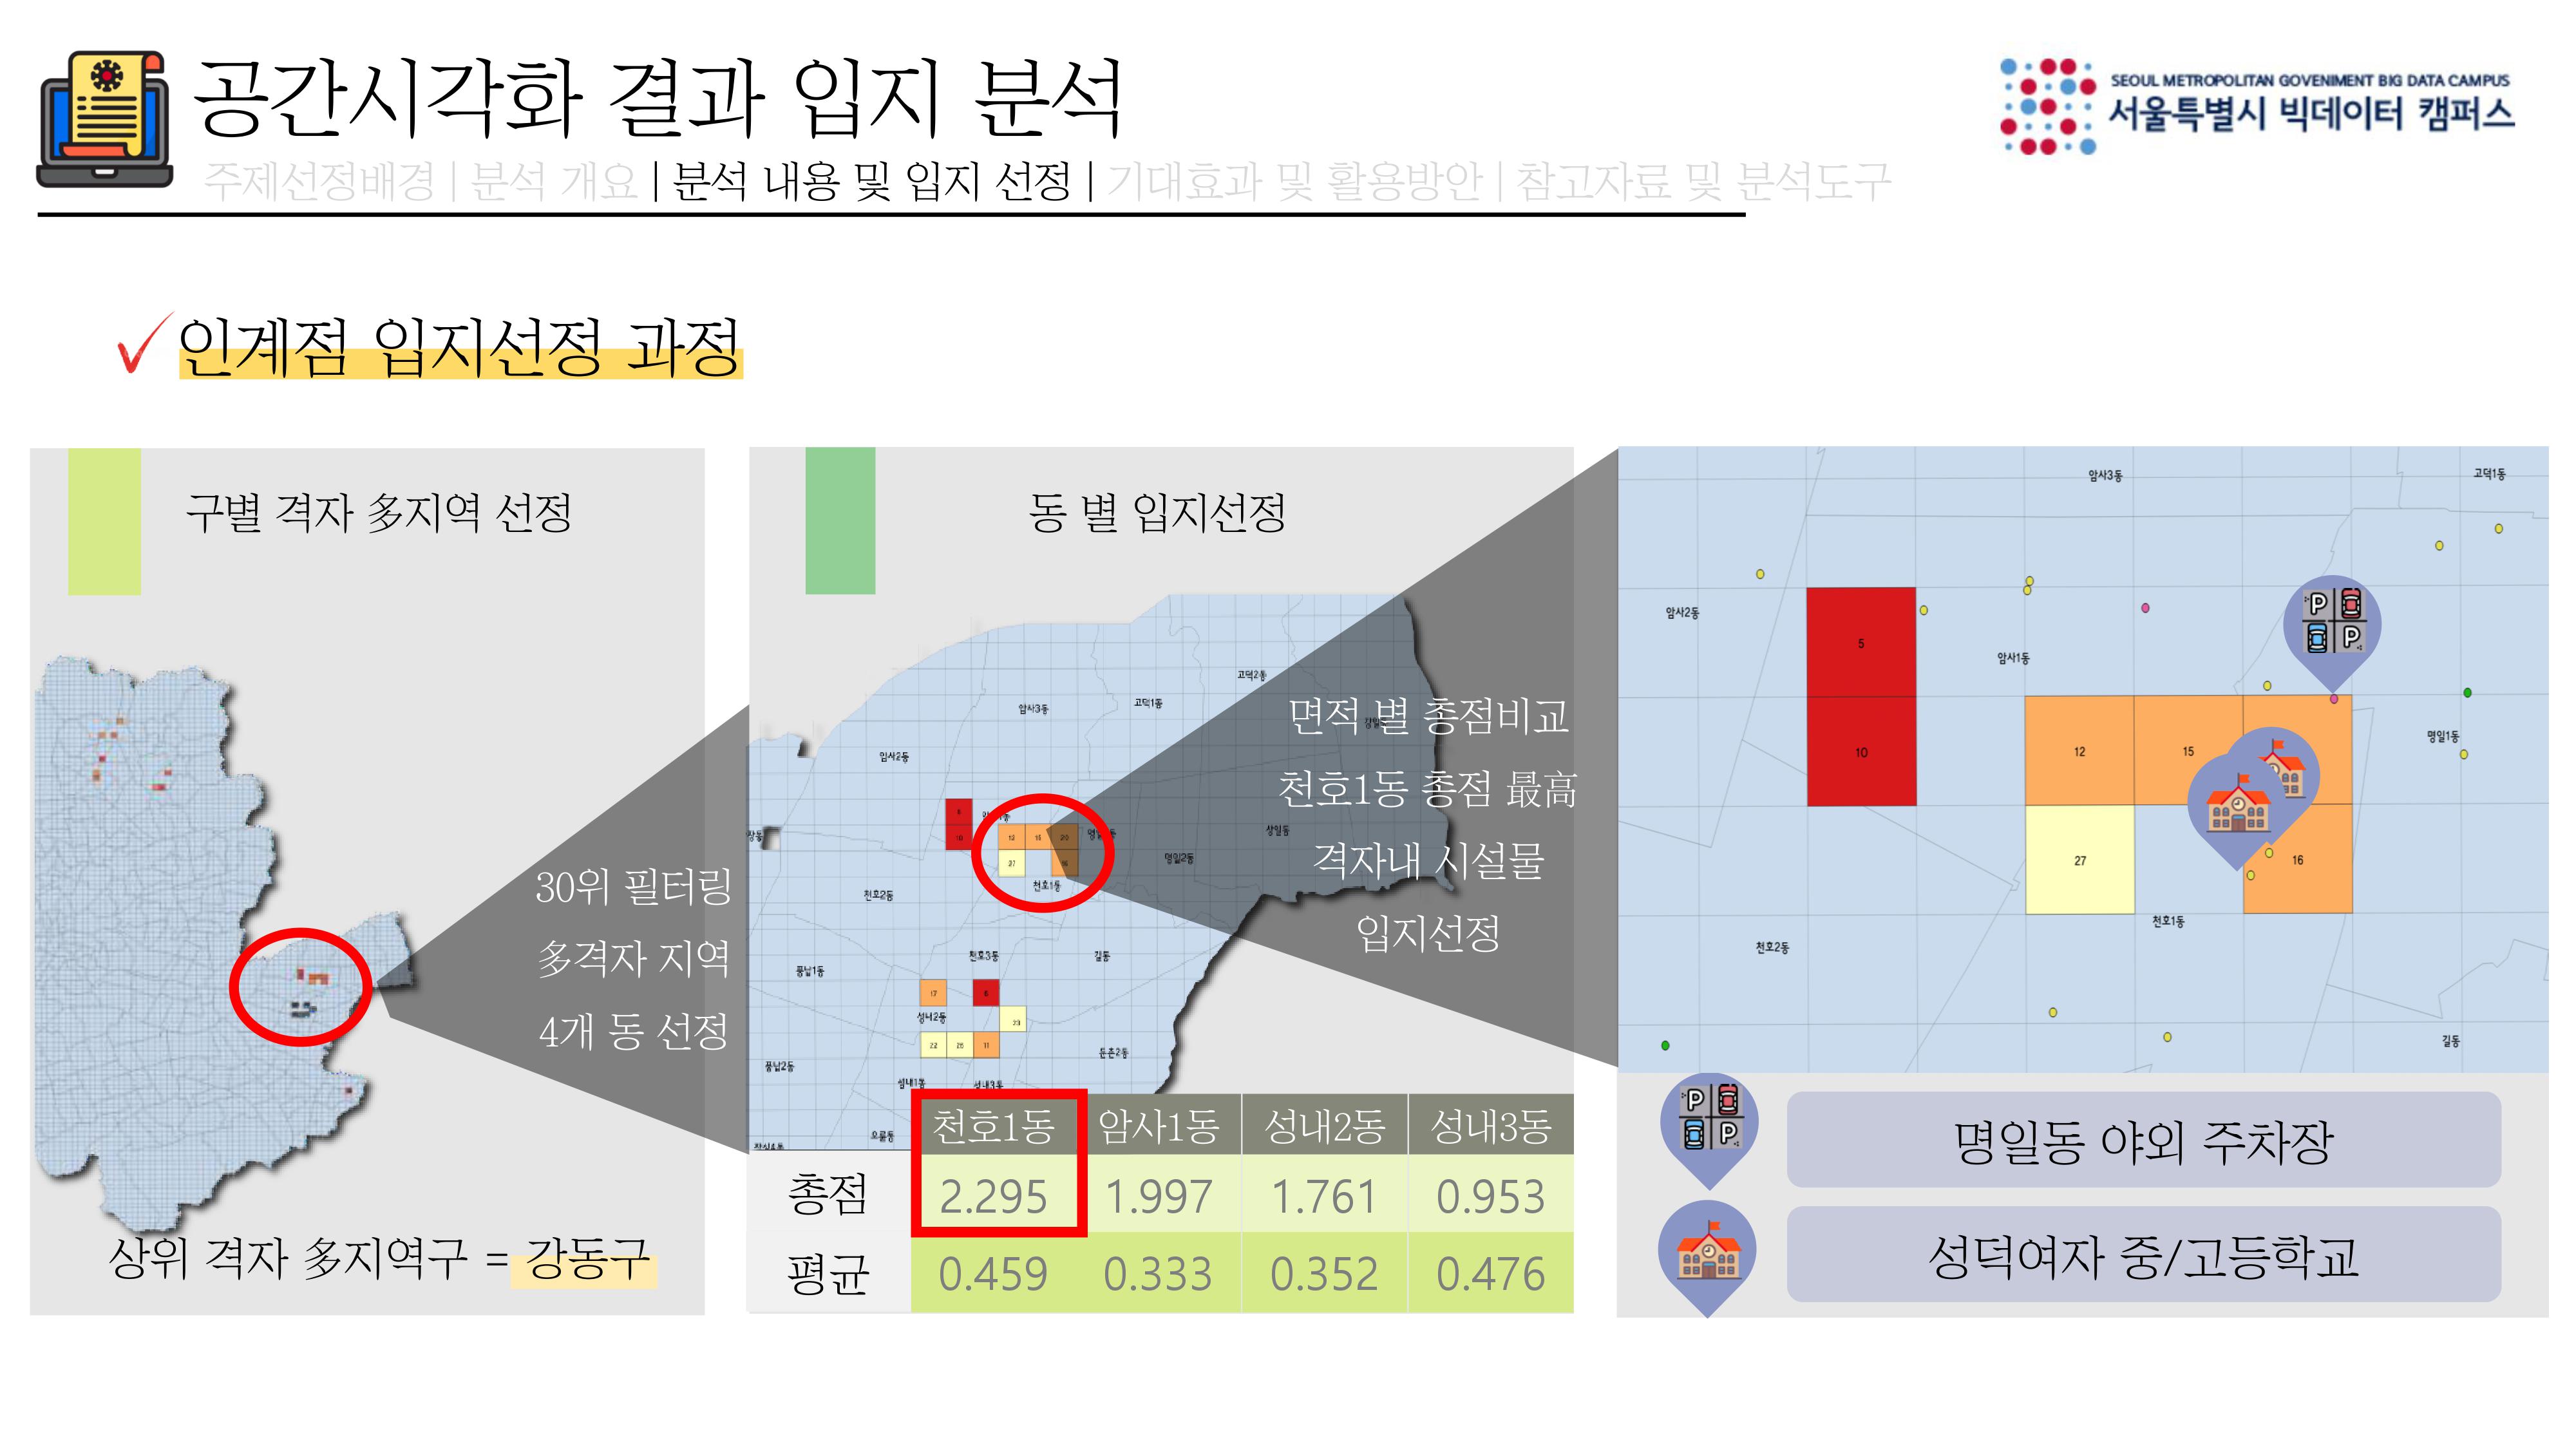 공간시각화 결과 입지 분석
SEOUL METROPOLITAN GOVENIMENT BIG DATA CAMPUS
서울특별시 빅데이터 캠퍼스
주제선정배경 | 분석 개요 | 분석 내용 및 입지 선정 | 기대효과 및 활용방안 | 참고자료 및 분석도구
인계점 입지선정 과정
구별 격자 多지역 선정
30위 필터링
多격자 지역
4개 동 선정
상위 격자 多지역구 = 강동구
동 별 입지선정
고덕2동
암사3동
고덕1동
암사2동
명일2동
상일동
천호2동
천호1동
12
15
20
10
27
16
천호3동
길동
풍납1동
17
6
성내2동
23
22
26
11
둔촌2동
풍납2동
성내1동
성내3동
오륜동
면적 별 총점비교
천호1동 총점 最高
격자내 시설물
입지선정
천호1동 암사1동 성내2동 성내3동
총점 2.295 1.997 1.761 0.953
평균 0.459 0.333 0.352 0.476
암사3동
고덕1동
암사2동
5
암사1동
P
P
10
12
15
명일1동
27
16
천호2동
천호1동
길동
P
P
명일동 야외 주차장
성덕여자 중/고등학교